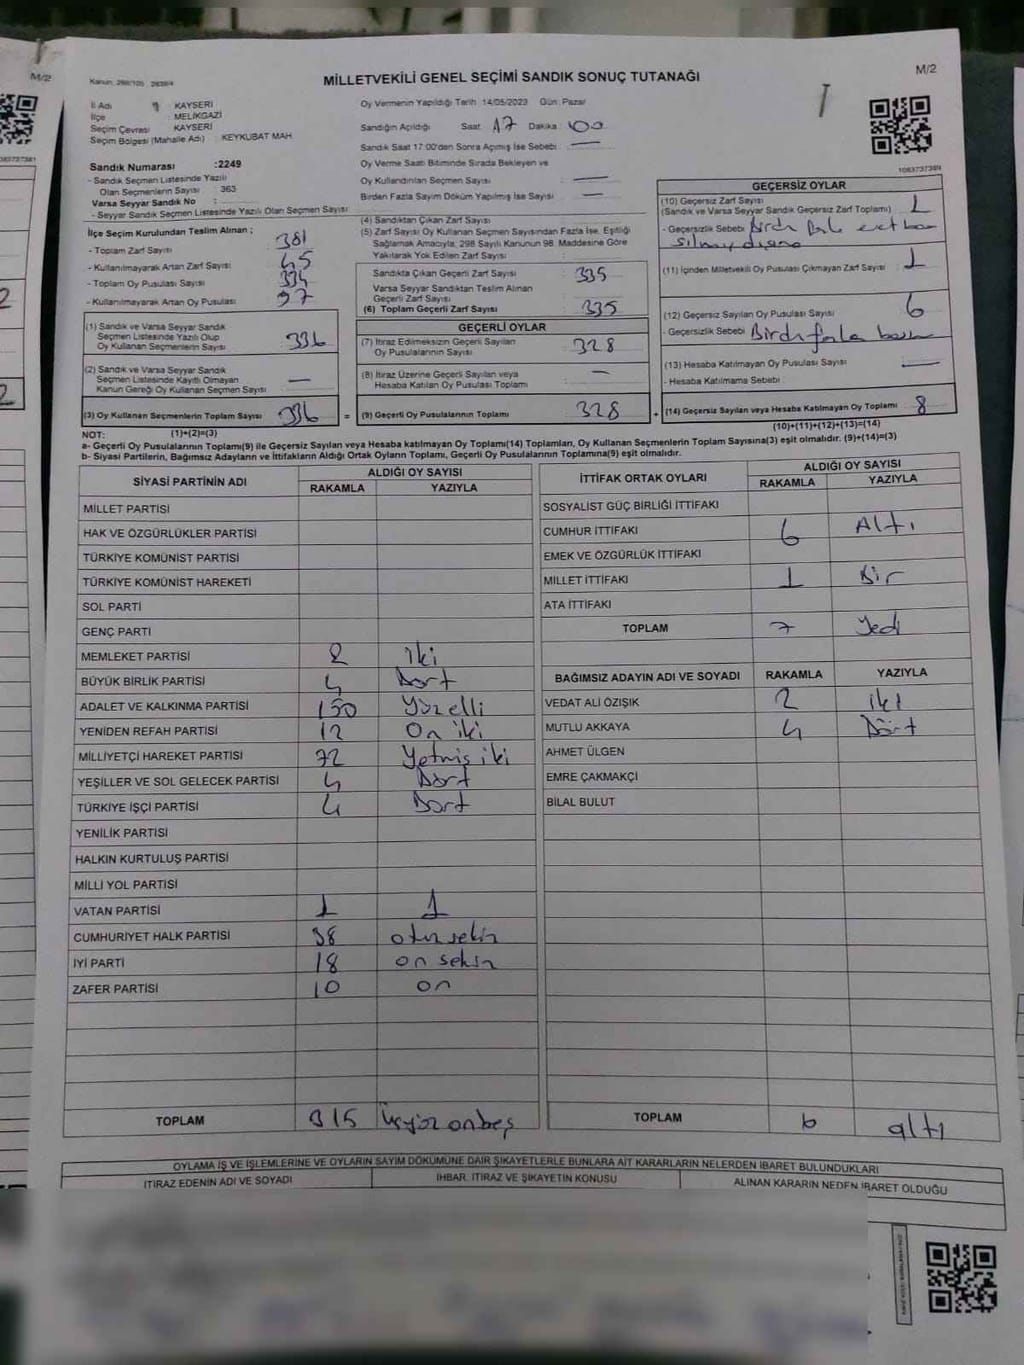 M/2
MİLLETVEKİLİ GENEL SEÇİMİ SANDIK SONUÇ TUTANAĞI
M/2
İl Adı : KAYSERİ
İlçe : MELİKGAZİ
Seçim Çevresi : KAYSERİ
Seçim Bölgesi (Mahalle Adı) : KEYKUBAT MAH.
Sandık Numarası :2249
- Sandık Seçmen Listesinde Yazılı
Olan Seçmenlerin Sayısı : 363
Varsa Seyyar Sandık No :
- Seyyar Sandık Seçmen Listesinde Yazılı Olan Seçmen Sayısı :
İlçe Seçim Kurulundan Teslim Alınan ;
- Toplam Zarf Sayısı : 381
- Kullanılmayarak Artan Zarf Sayısı : 45
- Toplam Oy Pusulası Sayısı : 334
- Kullanılmayarak Artan Oy Pusulası : 97
(1) Sandık ve Varsa Seyyar Sandık
Seçmen Listesinde Yazılı Olup
Oy Kullanan Seçmenlerin Sayısı : 336
(2) Sandık ve Varsa Seyyar Sandık
Seçmen Listesinde Kayıtlı Olmayan
Kanun Gereği Oy Kullanan Seçmen Sayısı : —
(3) Oy Kullanan Seçmenlerin Toplam Sayısı : 336
Oy Vermenin Yapıldığı Tarih :14/05/2023 Gün :Pazar
Sandığın Açıldığı Saat : 17 Dakika : 00
Sandık Saat 17:00'den Sonra Açılmış İse Sebebi : —
Oy Verme Saati Bitiminde Sırada Bekleyen ve
Oy Kullandırılan Seçmen Sayısı : —
Birden Fazla Sayım Döküm Yapılmış İse Sayısı : —
(4) Sandıktan Çıkan Zarf Sayısı :
(5) Zarf Sayısı Oy Kullanan Seçmen Sayısından Fazla İse, Eşitliği
Sağlamak Amacıyla, 298 Sayılı Kanunun 98. Maddesine Göre
Yakılarak Yok Edilen Zarf Sayısı :
Sandıkta Çıkan Geçerli Zarf Sayısı : 335
Varsa Seyyar Sandıktan Teslim Alınan
Geçerli Zarf Sayısı :
(6) Toplam Geçerli Zarf Sayısı : 335
GEÇERLİ OYLAR
(7) İtiraz Edilmeksizin Geçerli Sayılan
Oy Pusulalarının Sayısı : 328
(8) İtiraz Üzerine Geçerli Sayılan veya
Hesaba Katılan Oy Pusulası Toplamı : —
= (9) Geçerli Oy Pusulalarının Toplamı : 328
1083737389
GEÇERSİZ OYLAR
(10) Geçersiz Zarf Sayısı
(Sandık ve Varsa Seyyar Sandık Geçersiz Zarf Toplamı) : 1
- Geçersizlik Sebebi :
(11) İçinden Milletvekili Oy Pusulası Çıkmayan Zarf Sayısı : 1
(12) Geçersiz Sayılan Oy Pusulası Sayısı : 6
- Geçersizlik Sebebi :
(13) Hesaba Katılmayan Oy Pusulası Sayısı : —
- Hesaba Katılmama Sebebi :
+ (14) Geçersiz Sayılan veya Hesaba Katılmayan Oy Toplamı : 8
NOT: (1)+(2)=(3)
(10)+(11)+(12)+(13)=(14)
a- Geçerli Oy Pusulalarının Toplamı(9) ile Geçersiz Sayılan veya Hesaba katılmayan Oy Toplamı(14) Toplamları, Oy Kullanan Seçmenlerin Toplam Sayısına(3) eşit olmalıdır. (9)+(14)=(3)
b- Siyasi Partilerin, Bağımsız Adayların ve İttifakların Aldığı Ortak Oyların Toplamı, Geçerli Oy Pusulalarının Toplamına(9) eşit olmalıdır.
SİYASİ PARTİNİN ADI ALDIĞI OY SAYISI
RAKAMLA YAZIYLA
MİLLET PARTİSİ
HAK VE ÖZGÜRLÜKLER PARTİSİ
TÜRKİYE KOMÜNİST PARTİSİ
TÜRKİYE KOMÜNİST HAREKETİ
SOL PARTİ
GENÇ PARTİ
MEMLEKET PARTİSİ 2 iki
BÜYÜK BİRLİK PARTİSİ 4 Dört
ADALET VE KALKINMA PARTİSİ 150 Yüzelli
YENİDEN REFAH PARTİSİ 12 On iki
MİLLİYETÇİ HAREKET PARTİSİ 72 Yetmiş iki
YEŞİLLER VE SOL GELECEK PARTİSİ 4 Dört
TÜRKİYE İŞÇİ PARTİSİ 4 Dört
YENİLİK PARTİSİ
HALKIN KURTULUŞ PARTİSİ
MİLLİ YOL PARTİSİ
VATAN PARTİSİ 1 1
CUMHURİYET HALK PARTİSİ 38 otuz sekiz
İYİ PARTİ 18 on sekiz
ZAFER PARTİSİ 10 on
TOPLAM 315 Üçyüz onbeş
İTTİFAK ORTAK OYLARI ALDIĞI OY SAYISI
RAKAMLA YAZIYLA
SOSYALİST GÜÇ BİRLİĞİ İTTİFAKI
CUMHUR İTTİFAKI 6 Altı
EMEK VE ÖZGÜRLÜK İTTİFAKI
MİLLET İTTİFAKI 1 Bir
ATA İTTİFAKI
TOPLAM 7 Yedi
BAĞIMSIZ ADAYIN ADI VE SOYADI RAKAMLA YAZIYLA
VEDAT ALİ ÖZIŞIK 2 iki
MUTLU AKKAYA 4 Dört
AHMET ÜLGEN
EMRE ÇAKMAKÇI
BİLAL BULUT
TOPLAM 6 altı
OYLAMA İŞ VE İŞLEMLERİNE VE OYLARIN SAYIM DÖKÜMÜNE DAİR ŞİKAYETLERLE BUNLARA AİT KARARLARIN NELERDEN İBARET BULUNDUKLARI
İTİRAZ EDENİN ADI VE SOYADI İHBAR, İTİRAZ VE ŞİKAYETİN KONUSU ALINAN KARARIN NEDEN İBARET OLDUĞU